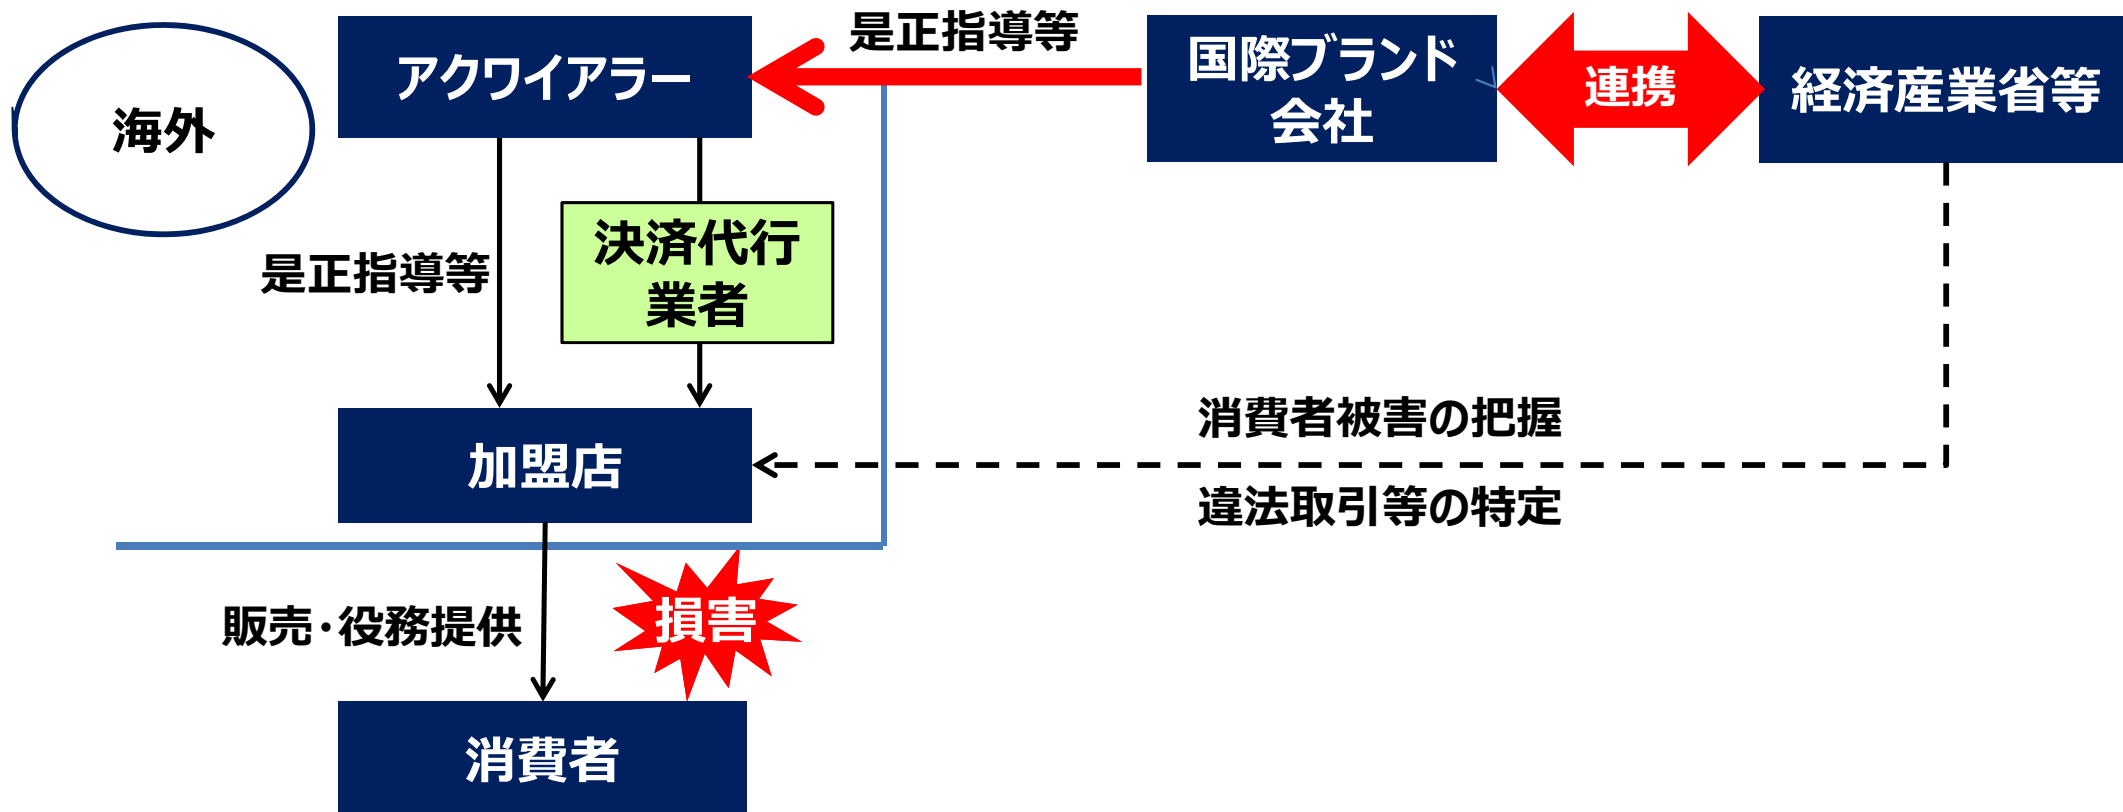 海外
アクワイアラー
是正指導等
国際ブランド
会社
連携
経済産業省等
是正指導等
決済代行
業者
加盟店
消費者被害の把握
違法取引等の特定
販売・役務提供
損害
消費者